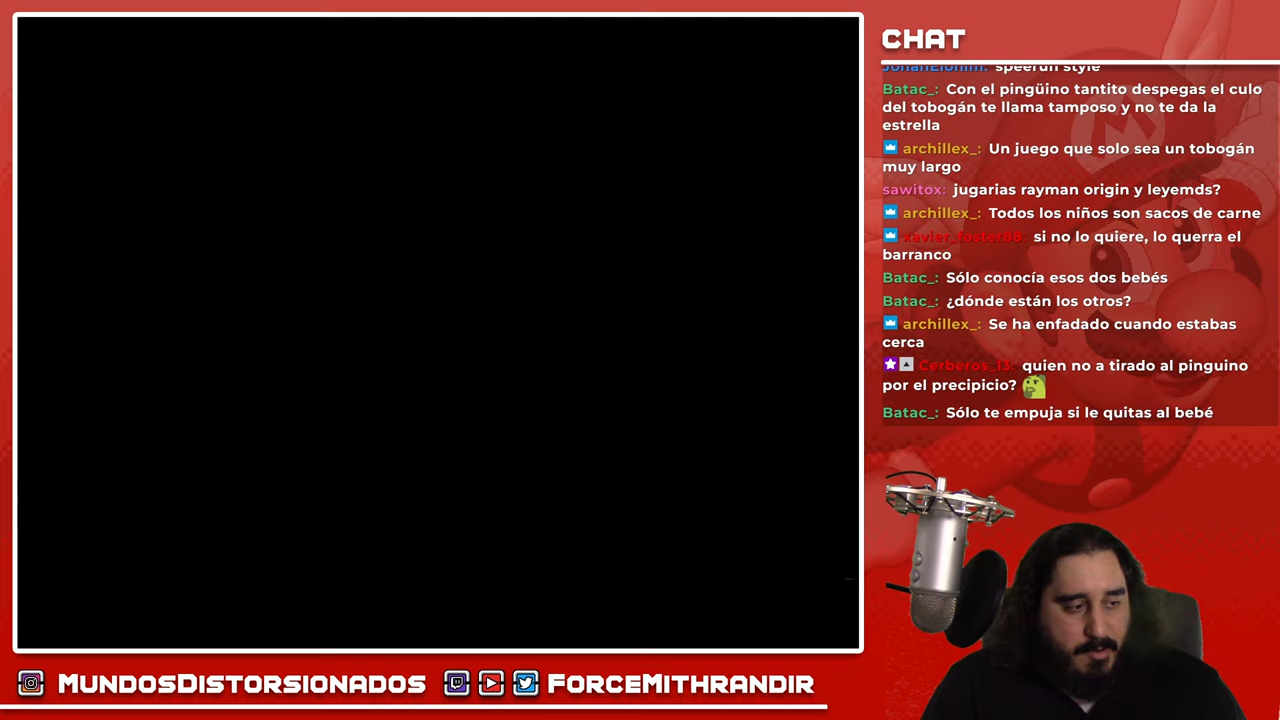 CHAT
JohanElohim: speerun style
Batac_: Con el pingüino tantito despegas el culo
del tobogán te llama tamposo y no te da la
estrella
archillex_: Un juego que solo sea un tobogán
muy largo
sawitox: jugarias rayman origin y leyemds?
archillex_: Todos los niños son sacos de carne
xavier_foster88: si no lo quiere, lo querra el
barranco
Batac_: Sólo conocía esos dos bebés
Batac_: ¿dónde están los otros?
archillex_: Se ha enfadado cuando estabas
cerca
Cerberos_13: quien no a tirado al pinguino
por el precipicio?
Batac_: Sólo te empuja si le quitas al bebé
MUNDOSDISTORSIONADOS
FORCEMITHRANDIR